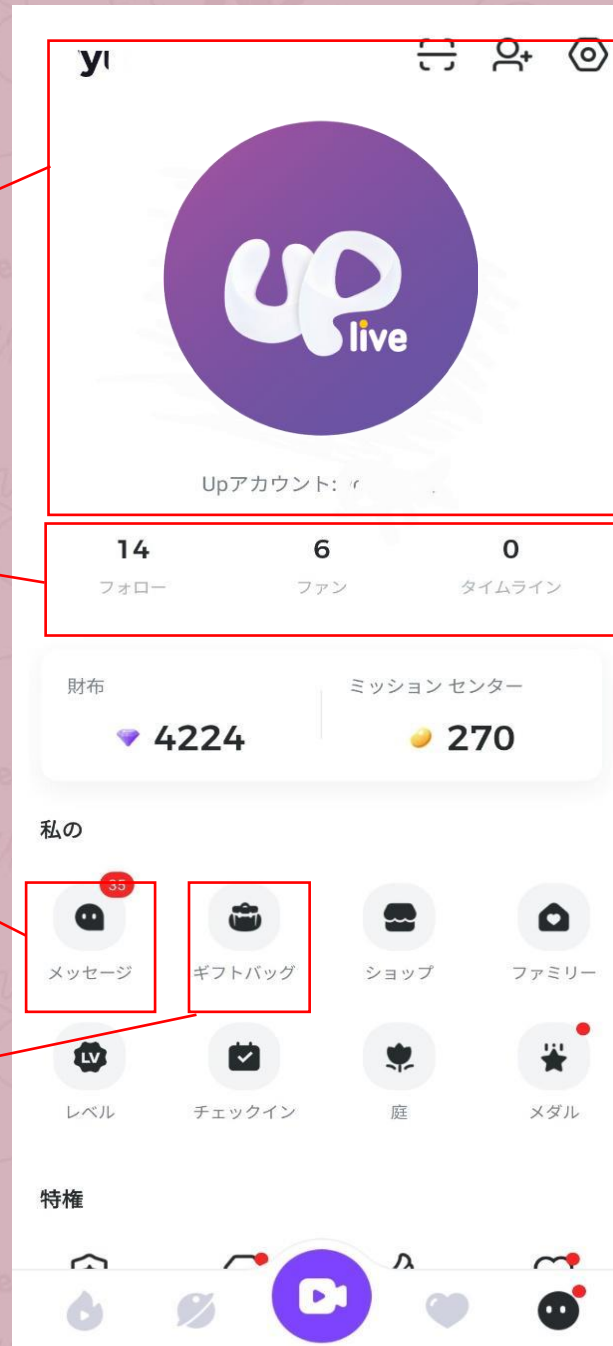 up
live
Upアカウント:
14 6 0
フォロー ファン タイムライン
財布 ミッション センター
4224 270
私の
35
メッセージ ギフトバッグ ショップ ファミリー
LV
レベル チェックイン 庭 メダル
特権